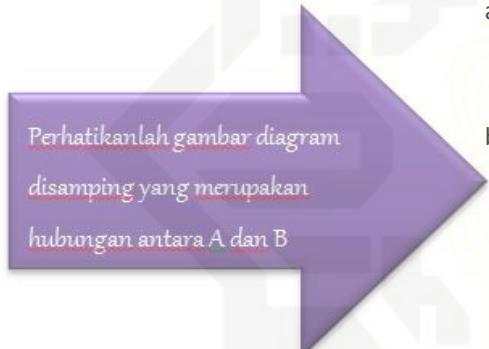 a
Perhatikanlah gambar diagram
b
disamping yang merupakan
hubungan antara A dan B